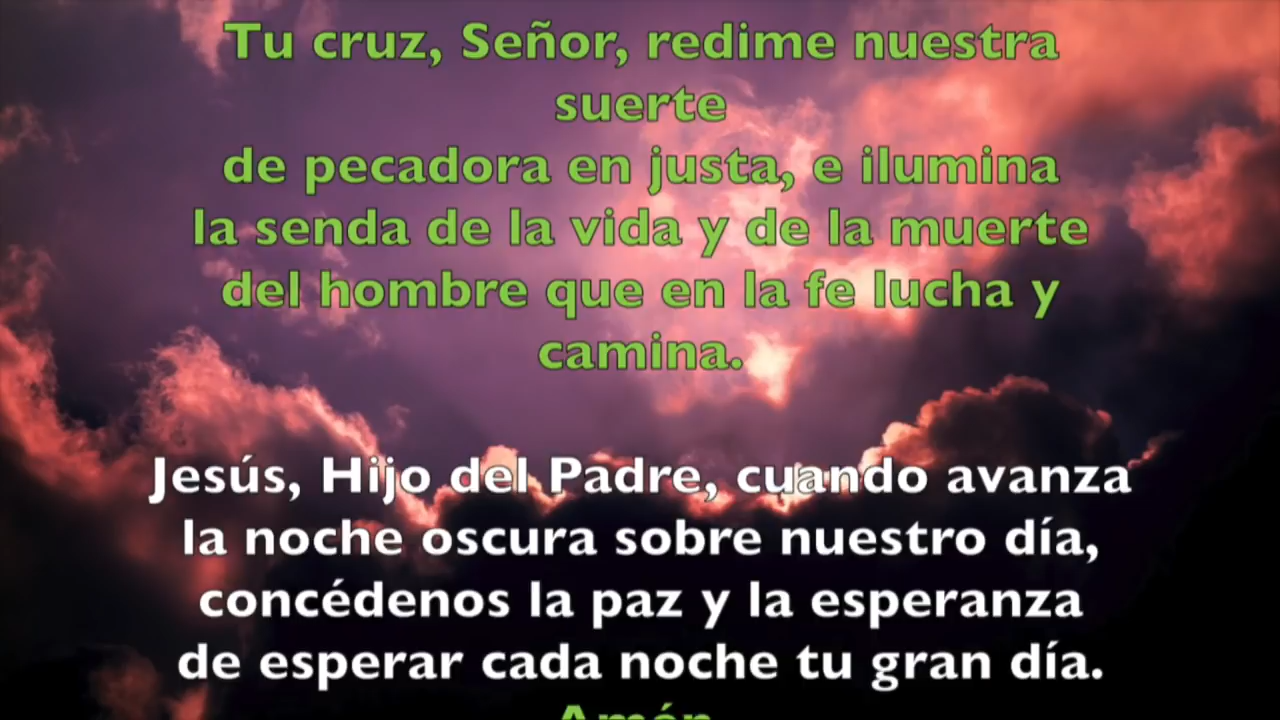 Tu cruz, Señor, redime nuestra
suerte
de pecadora en justa, e ilumina
la senda de la vida y de la muerte
del hombre que en la fe lucha y
camina.
Jesús, Hijo del Padre, cuando avanza
la noche oscura sobre nuestro día,
concédenos la paz y la esperanza
de esperar cada noche tu gran día.
Amén